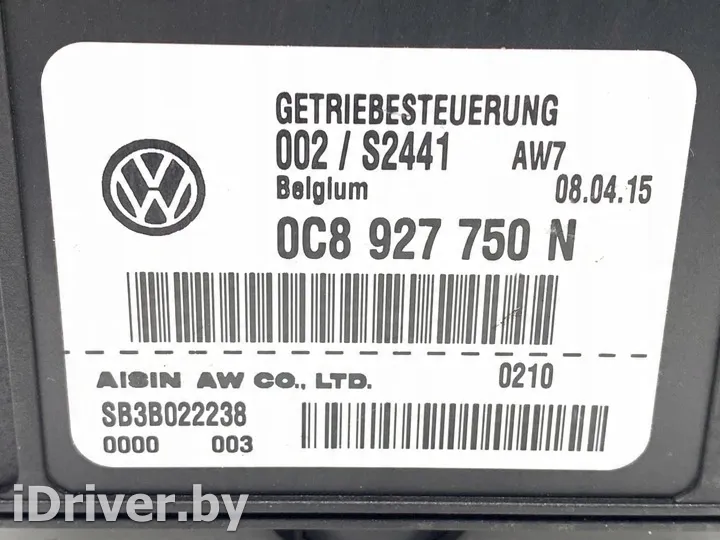 GETRIEBESTEUERUNG
002 / S2441 AW7
Belgium 08.04.15
0C8 927 750 N
AISIN AW CO., LTD. 0210
SB3B022238
0000 003
iDriver.by